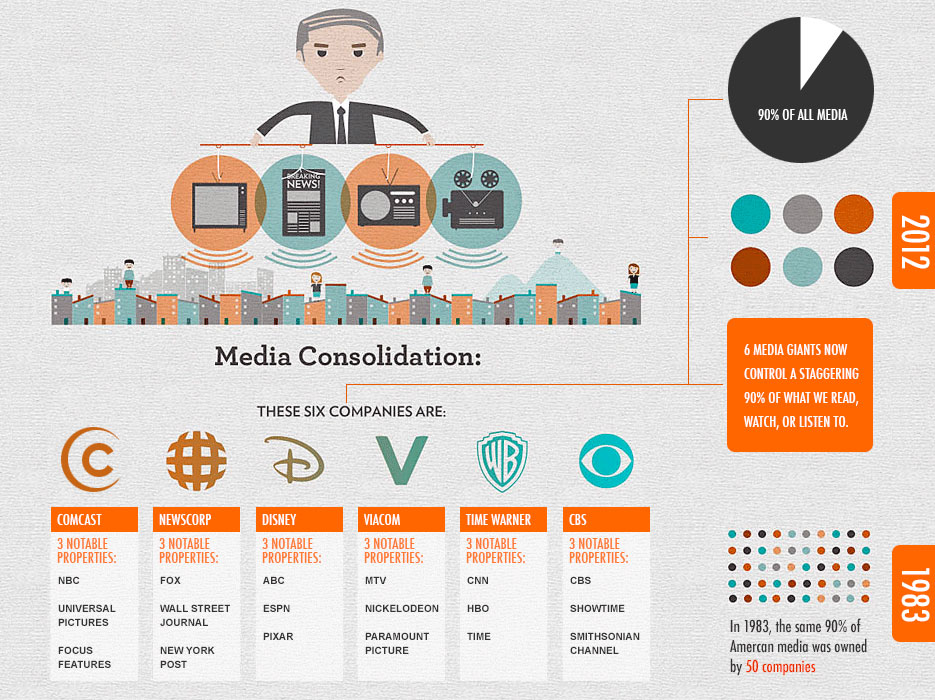 BREAKING
NEWS!
90% OF ALL MEDIA
2012
6 MEDIA GIANTS NOW
CONTROL A STAGGERING
90% OF WHAT WE READ,
WATCH, OR LISTEN TO.
Media Consolidation:
THESE SIX COMPANIES ARE:
C
D
V
WB
COMCAST
3 NOTABLE
PROPERTIES:
NBC
UNIVERSAL
PICTURES
FOCUS
FEATURES
NEWSCORP
3 NOTABLE
PROPERTIES:
FOX
WALL STREET
JOURNAL
NEW YORK
POST
DISNEY
3 NOTABLE
PROPERTIES:
ABC
ESPN
PIXAR
VIACOM
3 NOTABLE
PROPERTIES:
MTV
NICKELODEON
PARAMOUNT
PICTURE
TIME WARNER
3 NOTABLE
PROPERTIES:
CNN
HBO
TIME
CBS
3 NOTABLE
PROPERTIES:
CBS
SHOWTIME
SMITHSONIAN
CHANNEL
1983
In 1983, the same 90% of
Amercan media was owned
by 50 companies